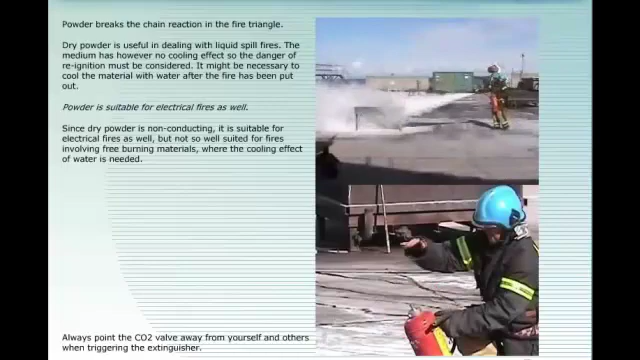 Powder breaks the chain reaction in the fire triangle.
Dry powder is useful in dealing with liquid spill fires. The
medium has however no cooling effect so the danger of
re-ignition must be considered. It might be necessary to
cool the material with water after the fire has been put
out.
Powder is suitable for electrical fires as well.
Since dry powder is non-conducting, it is suitable for
electrical fires as well, but not so well suited for fires
involving free burning materials, where the cooling effect
of water is needed.
Always point the CO2 valve away from yourself and others
when triggering the extinguisher.